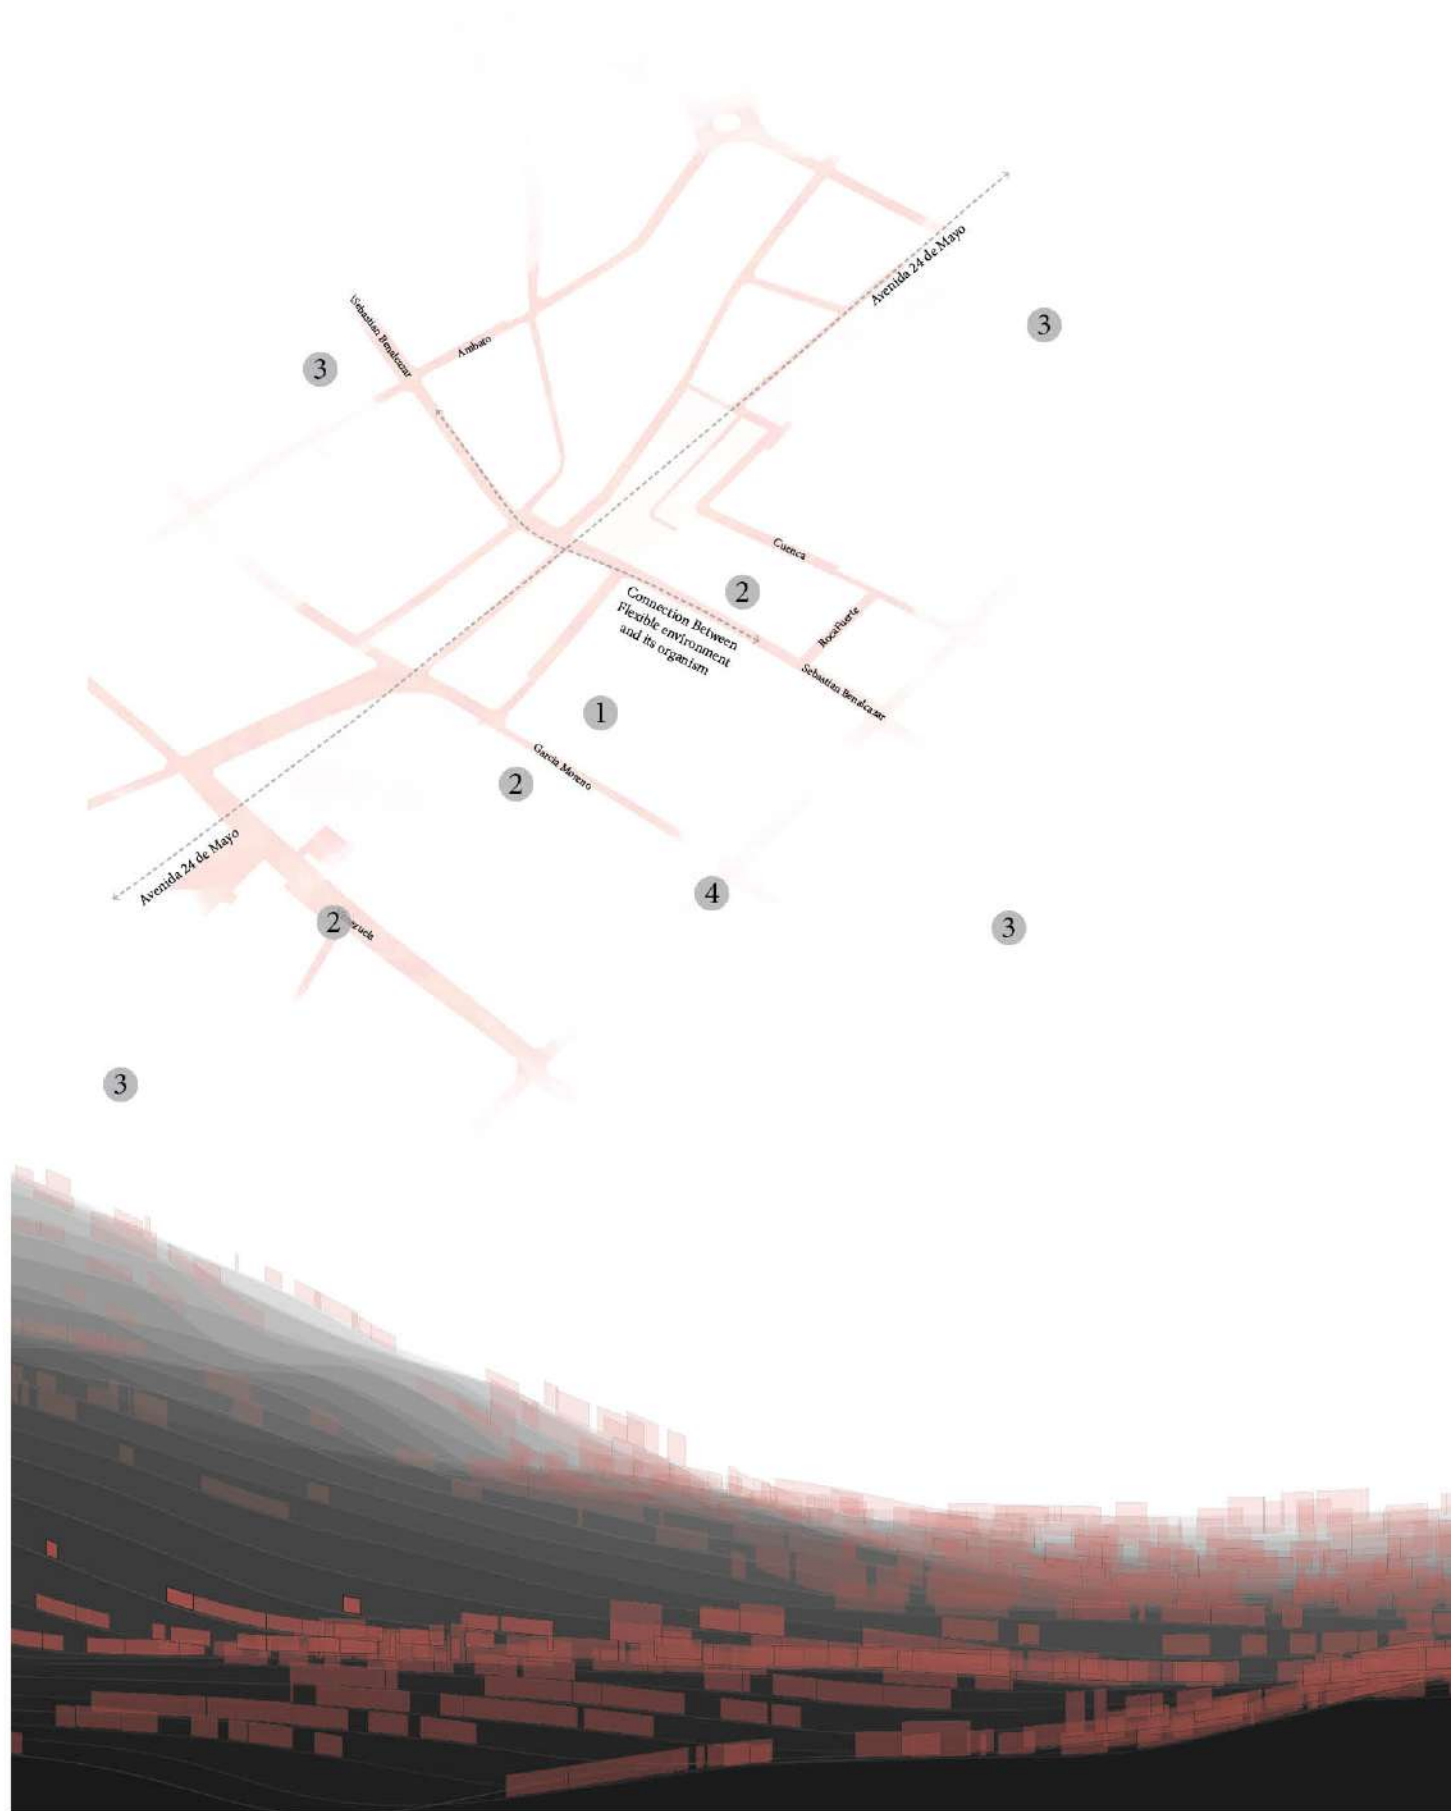 Avenida 24 de Mayo
3
(Sebastian Benalcazar
Ambato
3
Cuenca
2
Connection Between
Flexible environment
and its organism
RocaFuerte
Sebastian Benalcazar
1
Garcia Moreno
2
Avenida 24 de Mayo
4
2
zuela
3
3